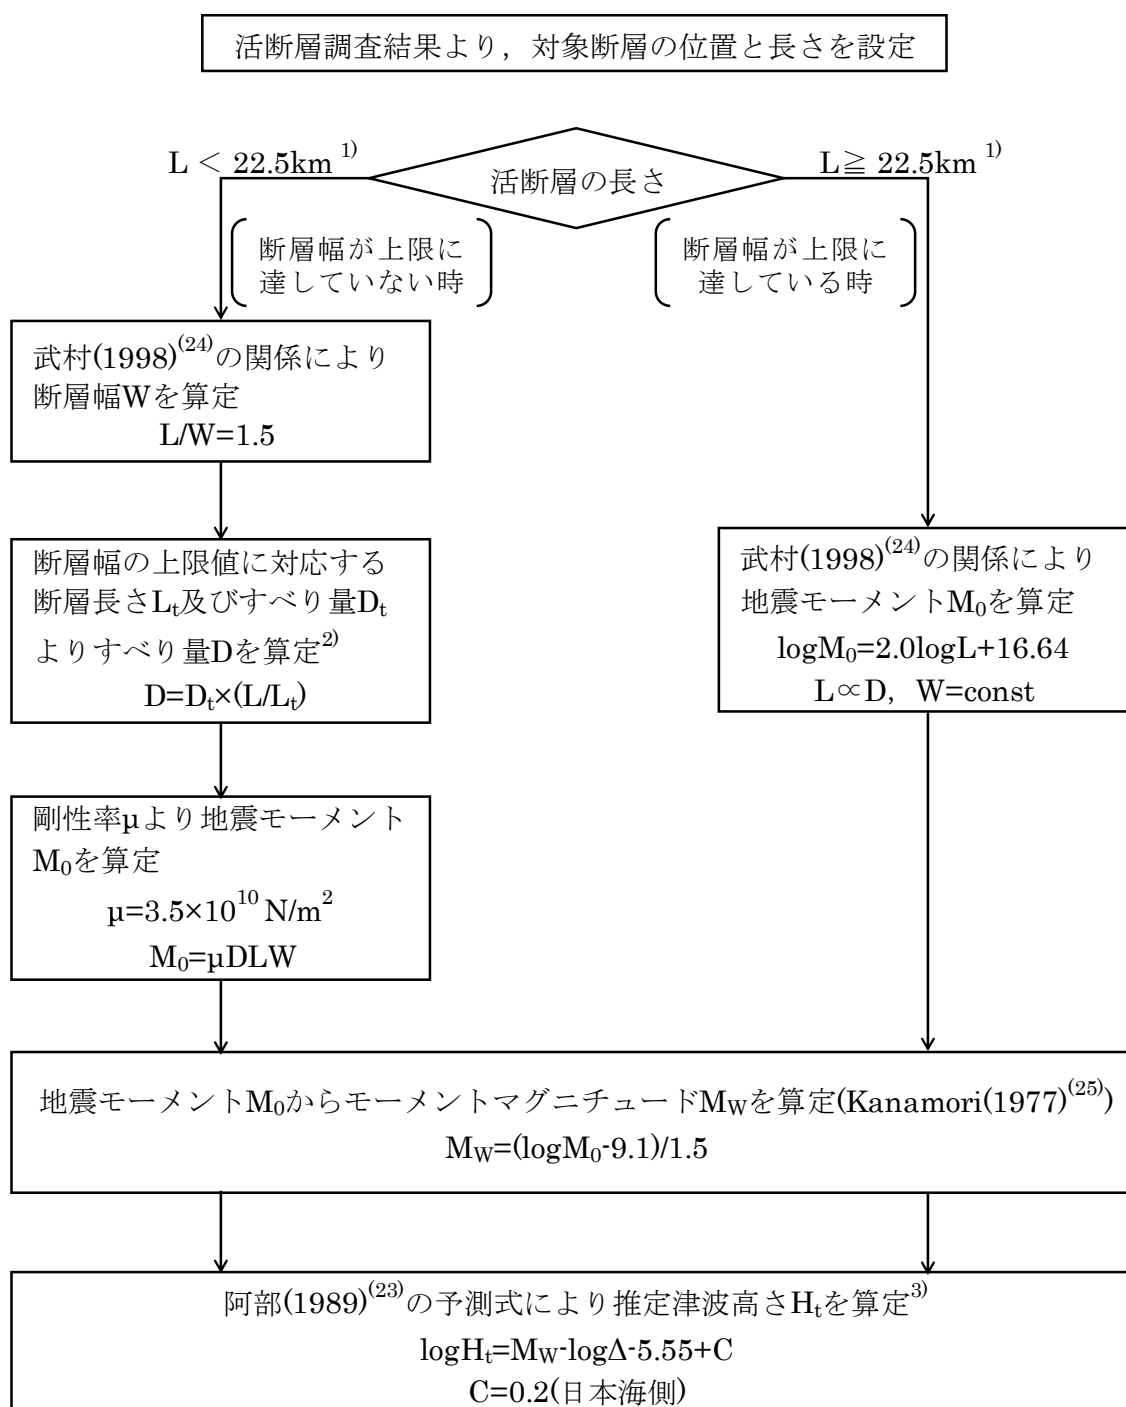 活断層調査結果より，対象断層の位置と長さを設定
L < 22.5km 1)
活断層の長さ
L≧ 22.5km 1)
断層幅が上限に
達していない時
断層幅が上限に
達している時
武村(1998)(24)の関係により
断層幅Wを算定
L/W=1.5
断層幅の上限値に対応する
断層長さLt及びすべり量Dt
よりすべり量Dを算定2)
D=Dt×(L/Lt)
剛性率μより地震モーメント
M0を算定
μ=3.5×10^10 N/m^2
M0=μDLW
武村(1998)(24)の関係により
地震モーメントM0を算定
logM0=2.0logL+16.64
L∝D，W=const
地震モーメントM0からモーメントマグニチュードMWを算定(Kanamori(1977)(25))
MW=(logM0-9.1)/1.5
阿部(1989)(23)の予測式により推定津波高さHtを算定3)
logHt=MW-logΔ-5.55+C
C=0.2(日本海側)